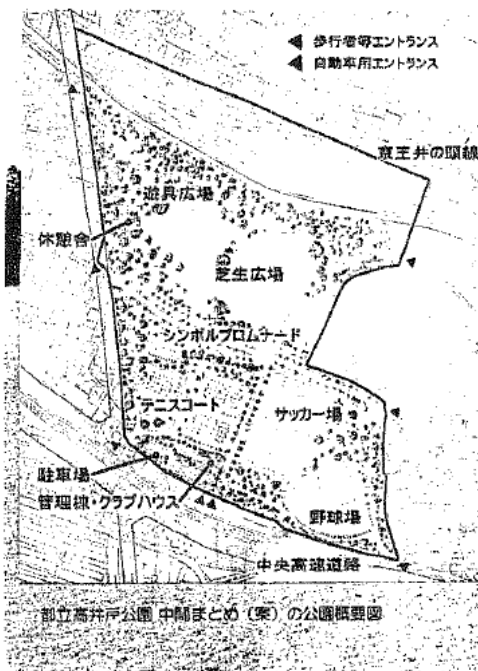 ◀ 歩行者等エントランス
◀ 自動車用エントランス
京王井の頭線
遊具広場
休憩舎
芝生広場
シンボルプロムナード
テニスコート
サッカー場
駐車場
管理棟・クラブハウス
野球場
中央高速道路
都立高井戸公園 中間まとめ（案）の公園概要図